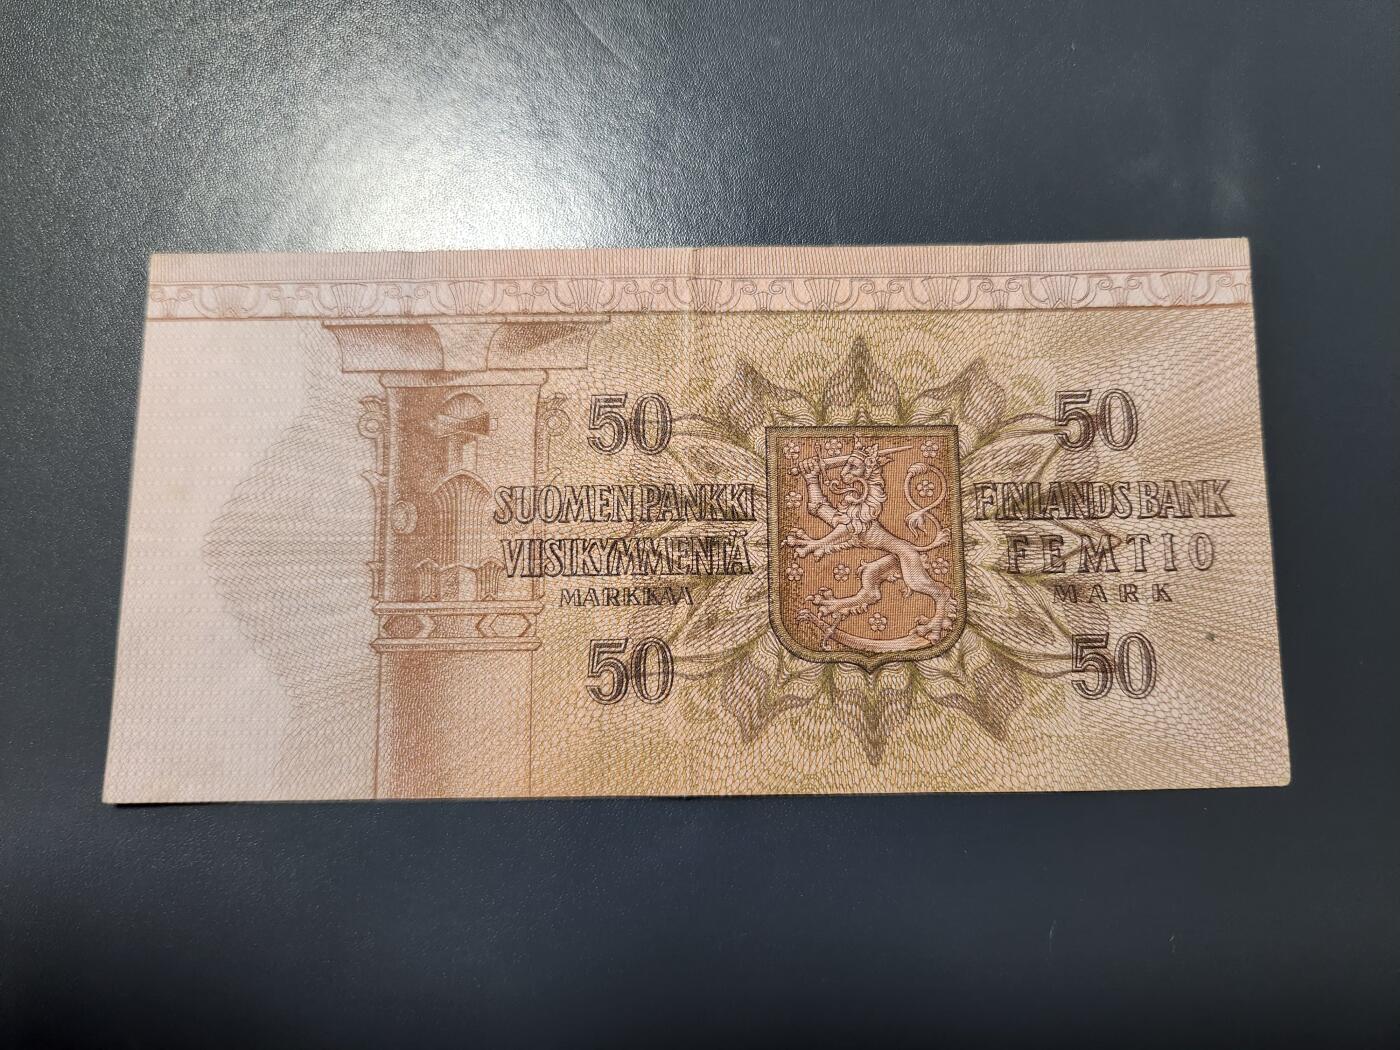 50 50
SUOMEN PANKKI FINLANDS BANK
VIISIKYMMENTÄ FEMTIO
MARKKAA MARK
50 50